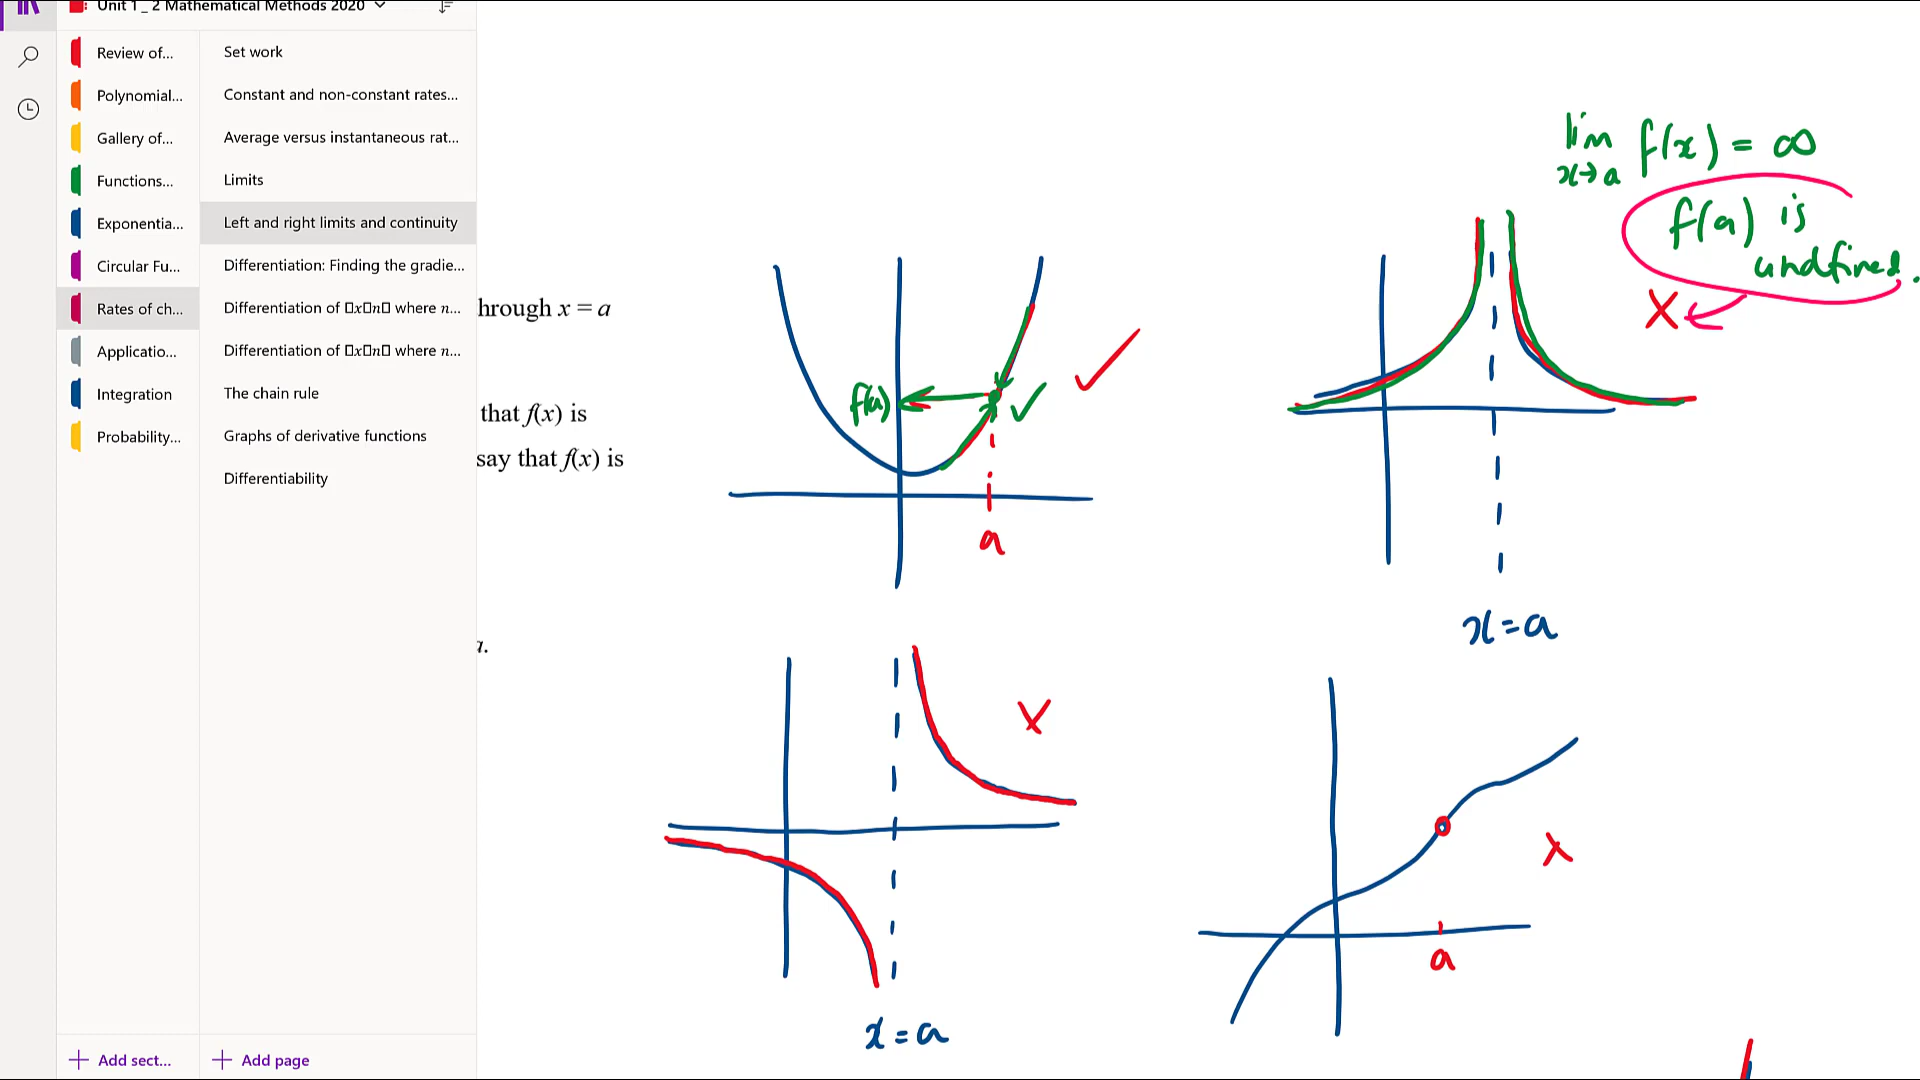 Unit 1 _ 2 Mathematical Methods 2020
Review of...
Polynomial...
Gallery of...
Functions...
Exponentia...
Circular Fu...
Rates of ch...
Applicatio...
Integration
Probability...
Add sect...
Set work
Constant and non-constant rates...
Average versus instantaneous rat...
Limits
Left and right limits and continuity
Differentiation: Finding the gradie...
Differentiation of □x□n□ where n...
Differentiation of □x□n□ where n...
The chain rule
Graphs of derivative functions
Differentiability
Add page
hrough x = a
that f(x) is
say that f(x) is
a.
f(a)
a
lim f(x) = ∞
x→a
f(a) is
undfined.
x = a
x = a
a